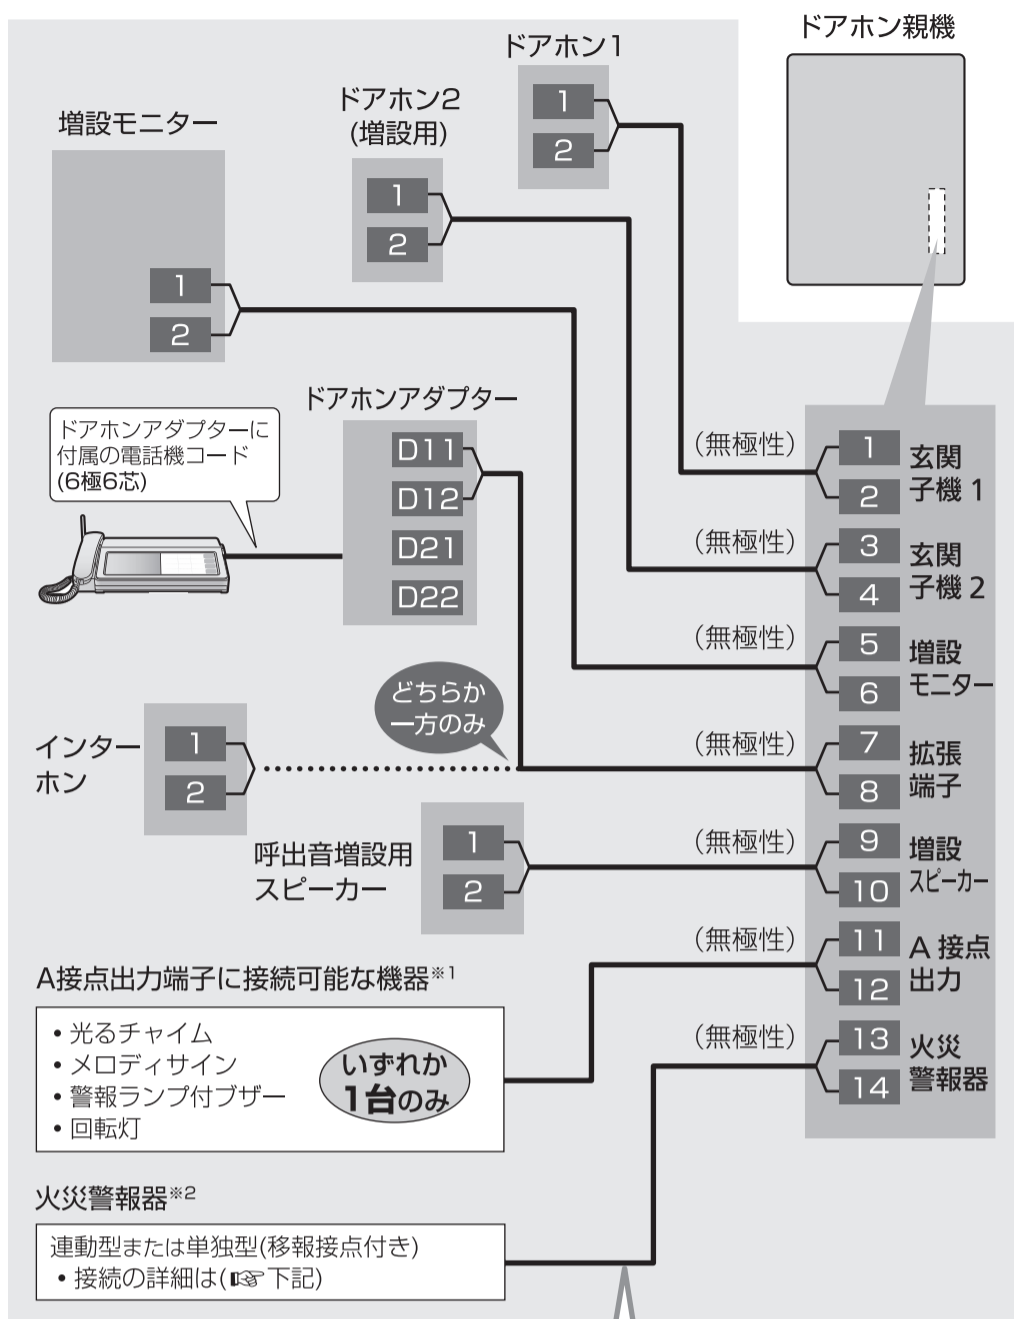 ドアホン親機
ドアホン1
1
2
ドアホン2
(増設用)
1
2
増設モニター
1
2
ドアホンアダプター
D11
D12
D21
D22
ドアホンアダプターに
付属の電話機コード
(6極6芯)
どちらか
一方のみ
インター
ホン
1
2
呼出音増設用
スピーカー
1
2
A接点出力端子に接続可能な機器※1
• 光るチャイム
• メロディサイン
• 警報ランプ付ブザー
• 回転灯
いずれか
1台のみ
火災警報器※2
連動型または単独型(移報接点付き)
• 接続の詳細は(☞下記)
(無極性)
1
2
玄関
子機 1
(無極性)
3
4
玄関
子機 2
(無極性)
5
6
増設
モニター
(無極性)
7
8
拡張
端子
(無極性)
9
10
増設
スピーカー
(無極性)
11
12
A 接点
出力
(無極性)
13
14
火災
警報器